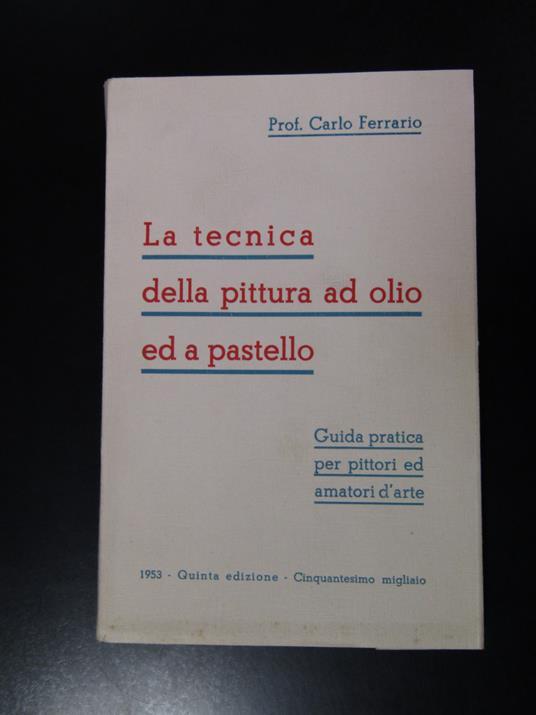 Prof. Carlo Ferrario
La tecnica
della pittura ad olio
ed a pastello
Guida pratica
per pittori ed
amatori d'arte
1953 - Quinta edizione - Cinquantesimo migliaio